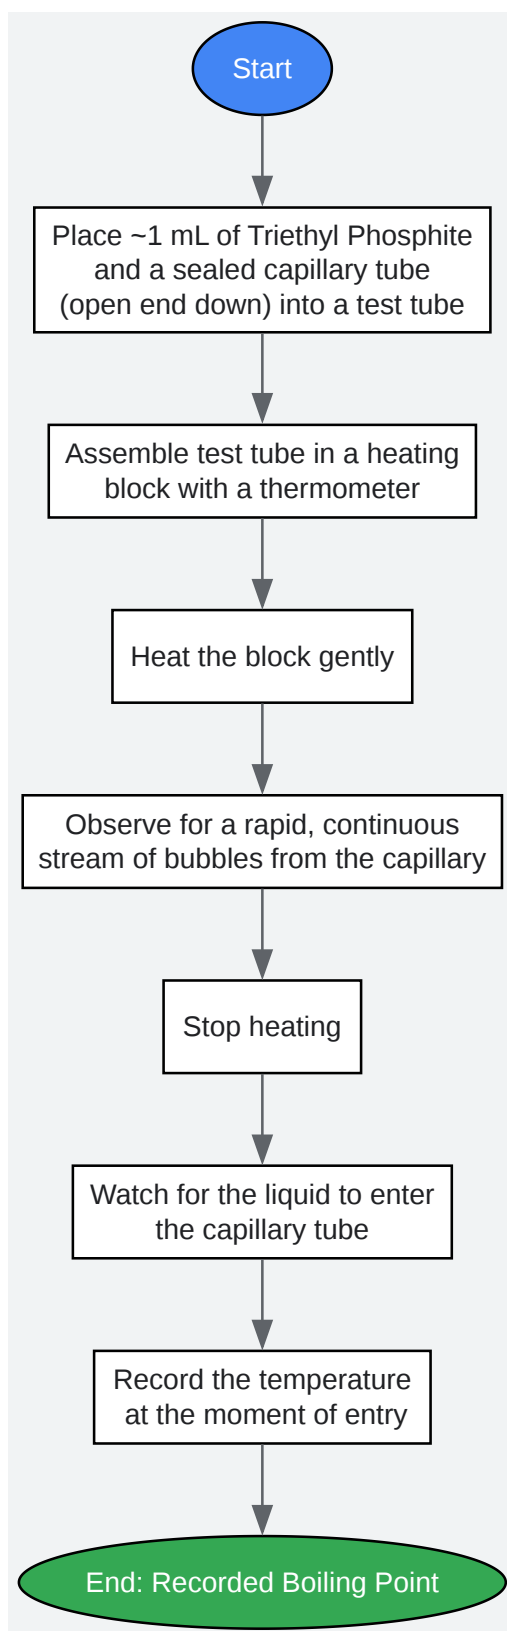 Start
Place ~1 mL of Triethyl Phosphite
and a sealed capillary tube
(open end down) into a test tube
Assemble test tube in a heating
block with a thermometer
Heat the block gently
Observe for a rapid, continuous
stream of bubbles from the capillary
Stop heating
Watch for the liquid to enter
the capillary tube
Record the temperature
at the moment of entry
End: Recorded Boiling Point